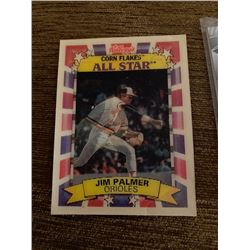 Kellogg's
CORN FLAKES
ALL STAR
JIM PALMER
ORIOLES